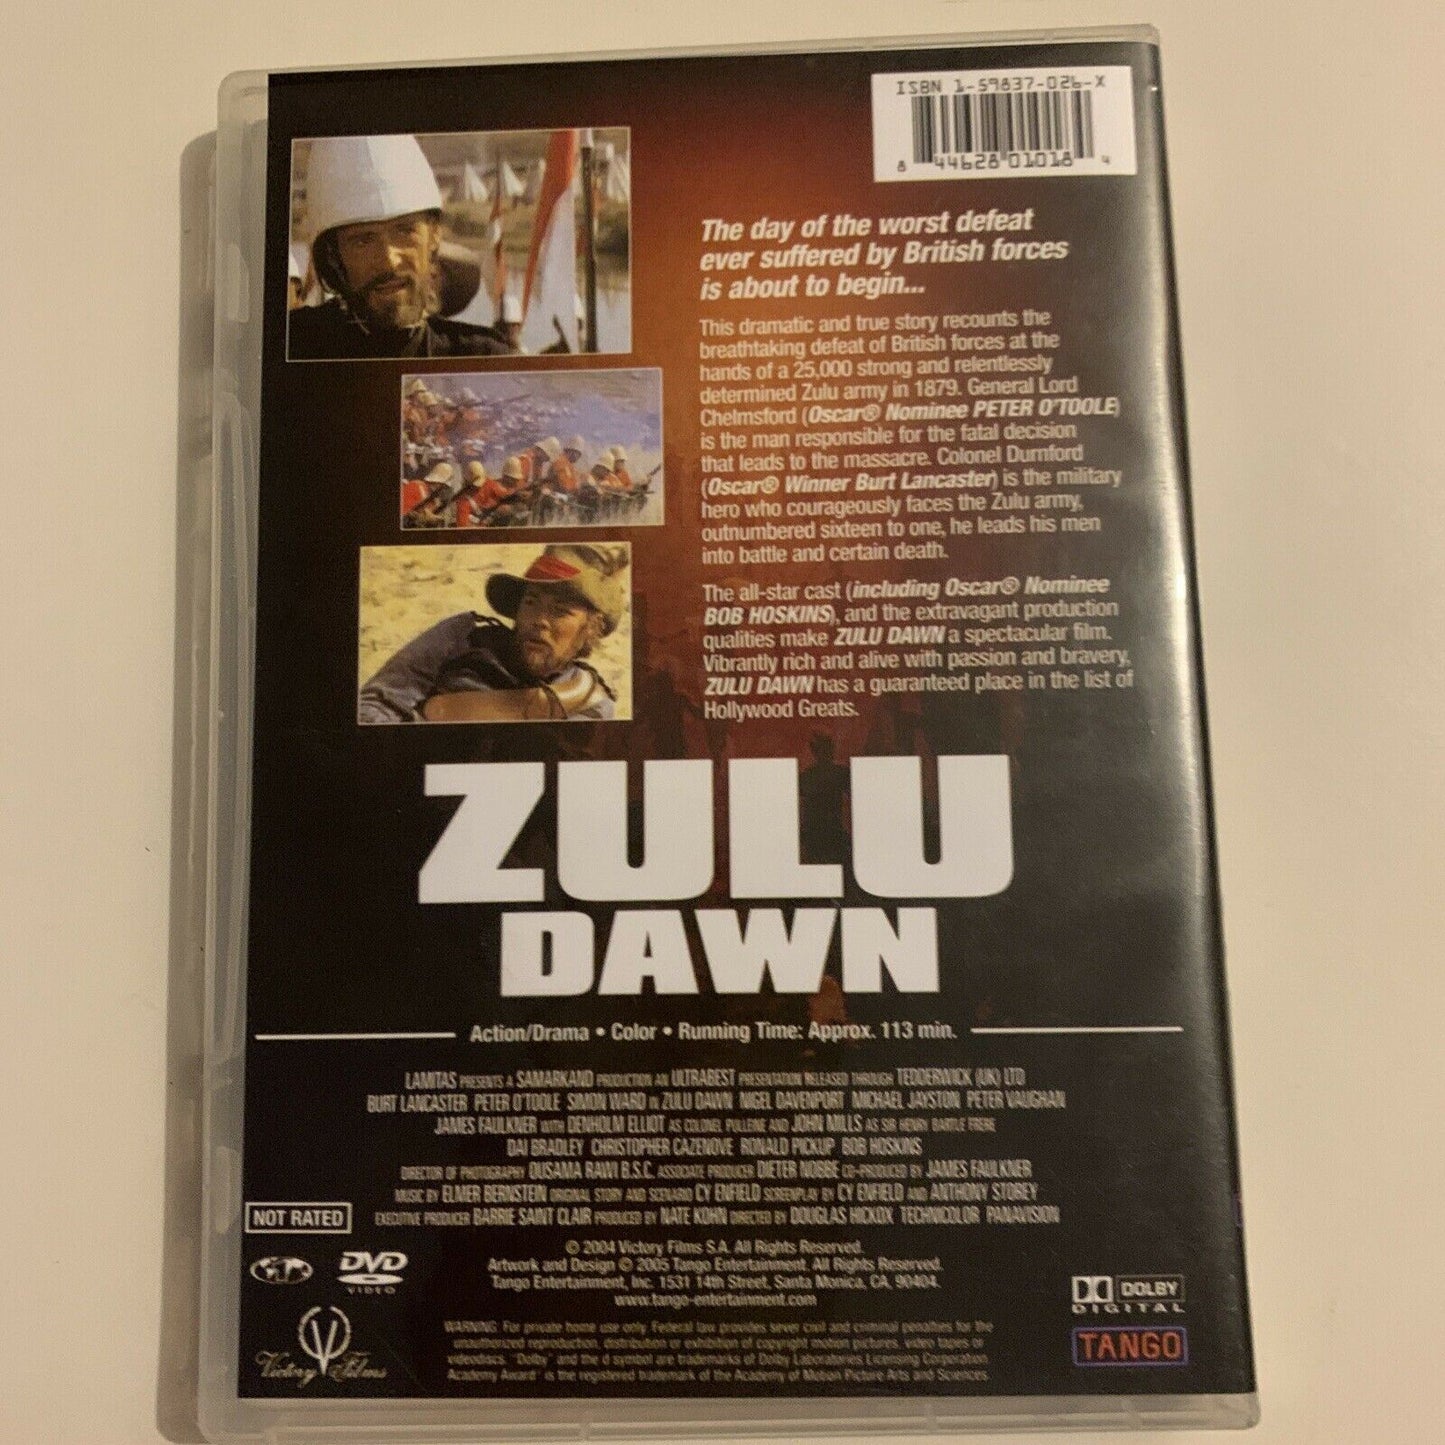 ISBN 1-59837-026-X
8 44628 01018 4
The day of the worst defeat
ever suffered by British forces
is about to begin...
This dramatic and true story recounts the
breathtaking defeat of British forces at the
hands of a 25,000 strong and relentlessly
determined Zulu army in 1879. General Lord
Chelmsford (Oscar® Nominee PETER O'TOOLE)
is the man responsible for the fatal decision
that leads to the massacre. Colonel Durnford
(Oscar® Winner Burt Lancaster) is the military
hero who courageously faces the Zulu army,
outnumbered sixteen to one, he leads his men
into battle and certain death.
The all-star cast (including Oscar® Nominee
BOB HOSKINS), and the extravagant production
qualities make ZULU DAWN a spectacular film.
Vibrantly rich and alive with passion and bravery,
ZULU DAWN has a guaranteed place in the list of
Hollywood Greats.
ZULU
DAWN
Action/Drama • Color • Running Time: Approx. 113 min.
LAMITAS PRESENTS A SAMARKAND PRODUCTION AN ULTRABEST PRESENTATION RELEASED THROUGH TEDDERWICK (UK) LTD
BURT LANCASTER PETER O'TOOLE SIMON WARD IN ZULU DAWN NIGEL DAVENPORT MICHAEL JAYSTON PETER VAUGHAN
JAMES FAULKNER WITH DENHOLM ELLIOT AS COLONEL PULLEINE AND JOHN MILLS AS SIR HENRY BARTLE FRERE
DAI BRADLEY CHRISTOPHER CAZENOVE RONALD PICKUP BOB HOSKINS
DIRECTOR OF PHOTOGRAPHY OUSAMA RAWI B.S.C. ASSOCIATE PRODUCER DIETER NOBBE CO-PRODUCED BY JAMES FAULKNER
MUSIC BY ELMER BERNSTEIN ORIGINAL STORY AND SCENARIO CY ENFIELD SCREENPLAY BY CY ENFIELD AND ANTHONY STOREY
EXECUTIVE PRODUCER BARRIE SAINT CLAIR PRODUCED BY NATE KOHN DIRECTED BY DOUGLAS HICKOX TECHNICOLOR PANAVISION
NOT RATED
© 2004 Victory Films S.A. All Rights Reserved.
Artwork and Design © 2005 Tango Entertainment. All Rights Reserved.
Tango Entertainment, Inc. 1531 14th Street, Santa Monica, CA, 90404.
www.tango-entertainment.com
DVD
VIDEO
Victory Films
WARNING: For private home use only. Federal law provides sever civil and criminal penalties for the
unauthorized reproduction, distribution or exhibition of copyright motion pictures, video tapes or
videodiscs. "Dolby" and the d symbol are trademarks of Dolby Laboratories Licensing Corporation
Academy Award® is the registered trademark of the Academy of Motion Picture Arts and Sciences.
DOLBY
DIGITAL
TANGO